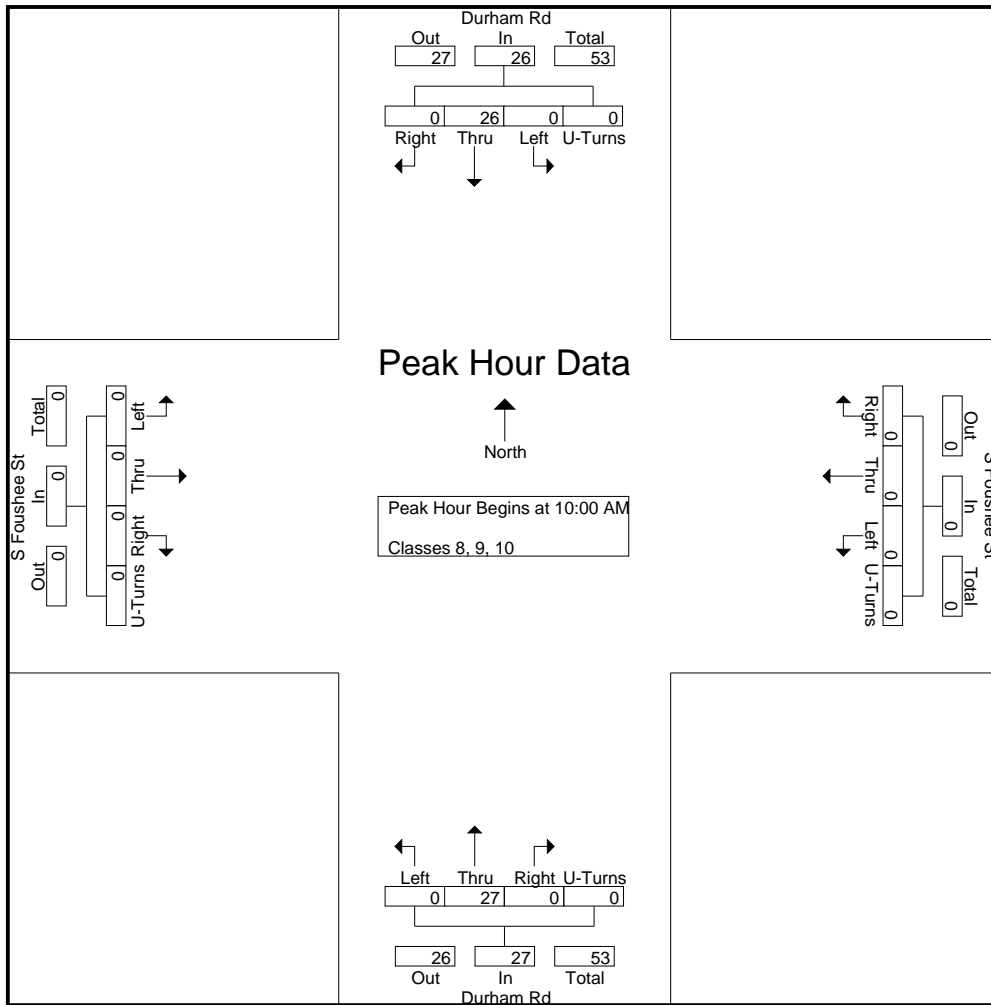 Durham Rd
Out In Total
27 26 53
0 26 0 0
Right Thru Left U-Turns
Peak Hour Data
North
Peak Hour Begins at 10:00 AM
Classes 8, 9, 10
S Foushee St
Total In Out
0 0 0
0 0 0 0
Left Thru Right U-Turns
Right Thru Left U-Turns
0 0 0 0
Out In Total
0 0 0
S Foushee St
Left Thru Right U-Turns
0 27 0 0
26 27 53
Out In Total
Durham Rd